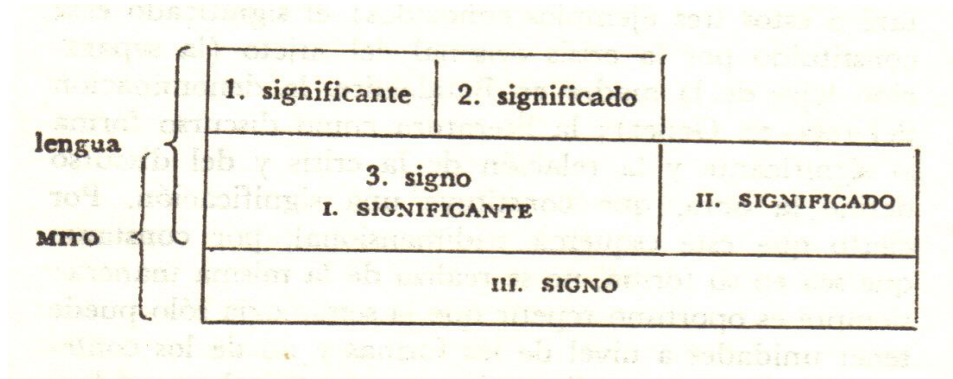 1. significante 2. significado
lengua
3. signo
I. SIGNIFICANTE II. SIGNIFICADO
MITO
III. SIGNO